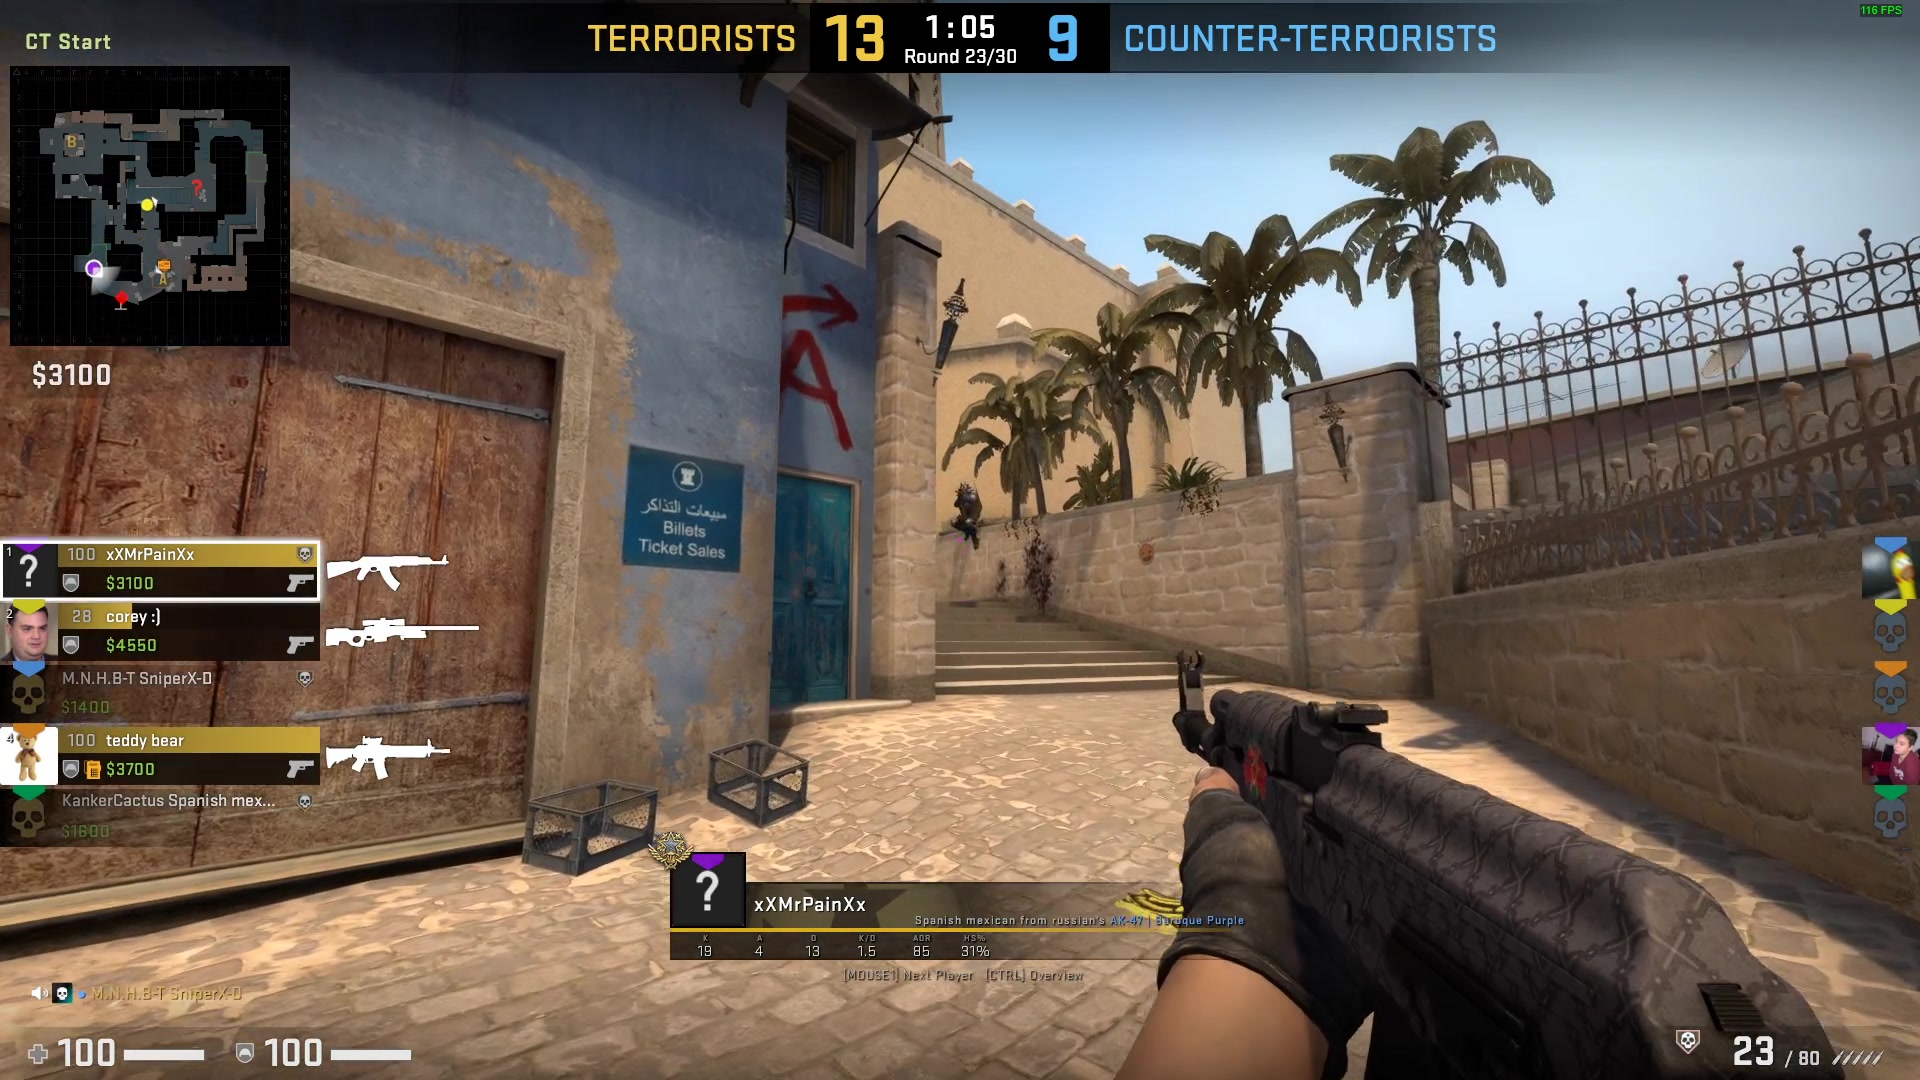 116 FPS
CT Start
TERRORISTS 13 1:05 9 COUNTER-TERRORISTS
Round 23/30
B
?
A
$3100
A
مبيعات التذاكر
Billets
Ticket Sales
1 ? 100 xXMrPainXx
$3100
2 28 corey :)
$4550
M.N.H.B-T SniperX-D
$1400
4 100 teddy bear
$3700
KankerCactus Spanish mex...
$1600
? xXMrPainXx
Spanish mexican from russian's AK-47 | Baroque Purple
K A D K/D ADR HS%
19 4 13 1.5 85 31%
[MOUSE1] Next Player [CTRL] Overview
M.N.H.B-T SniperX-D
100 100
23 / 80